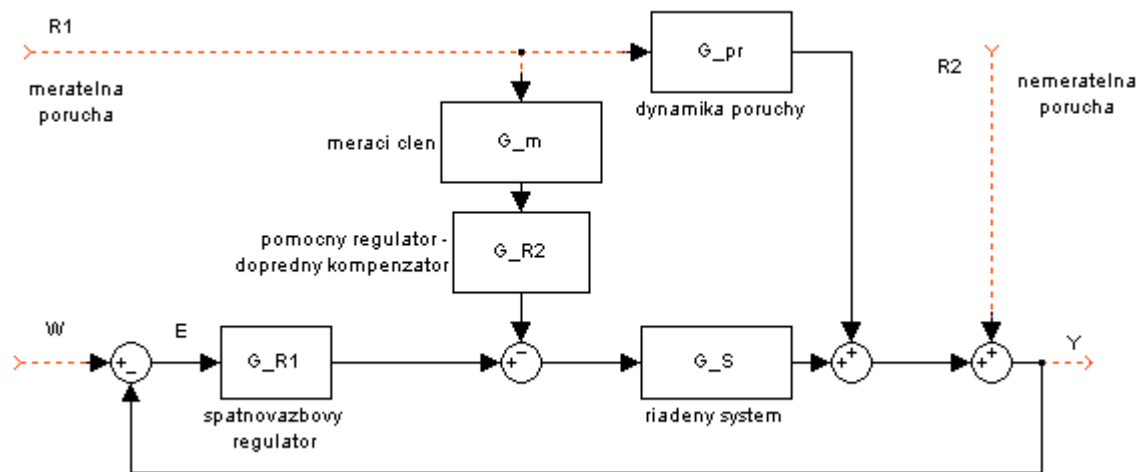 R1
G_pr
R2
meratelna
porucha
dynamika poruchy
nemeratelna
porucha
meraci clen
G_m
pomocny regulator -
dopredny kompenzator
G_R2
W
E
Y
+
−
G_R1
+
−
G_S
+
+
+
+
spatnovazbovy
regulator
riadeny system